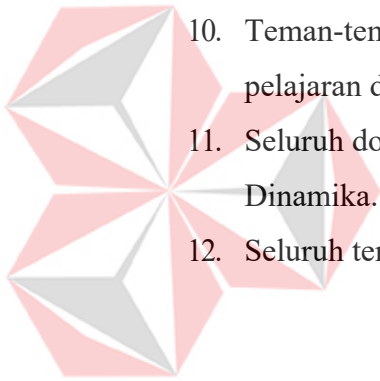 10. Teman-tem
pelajaran d
11. Seluruh do
Dinamika.
12. Seluruh ter